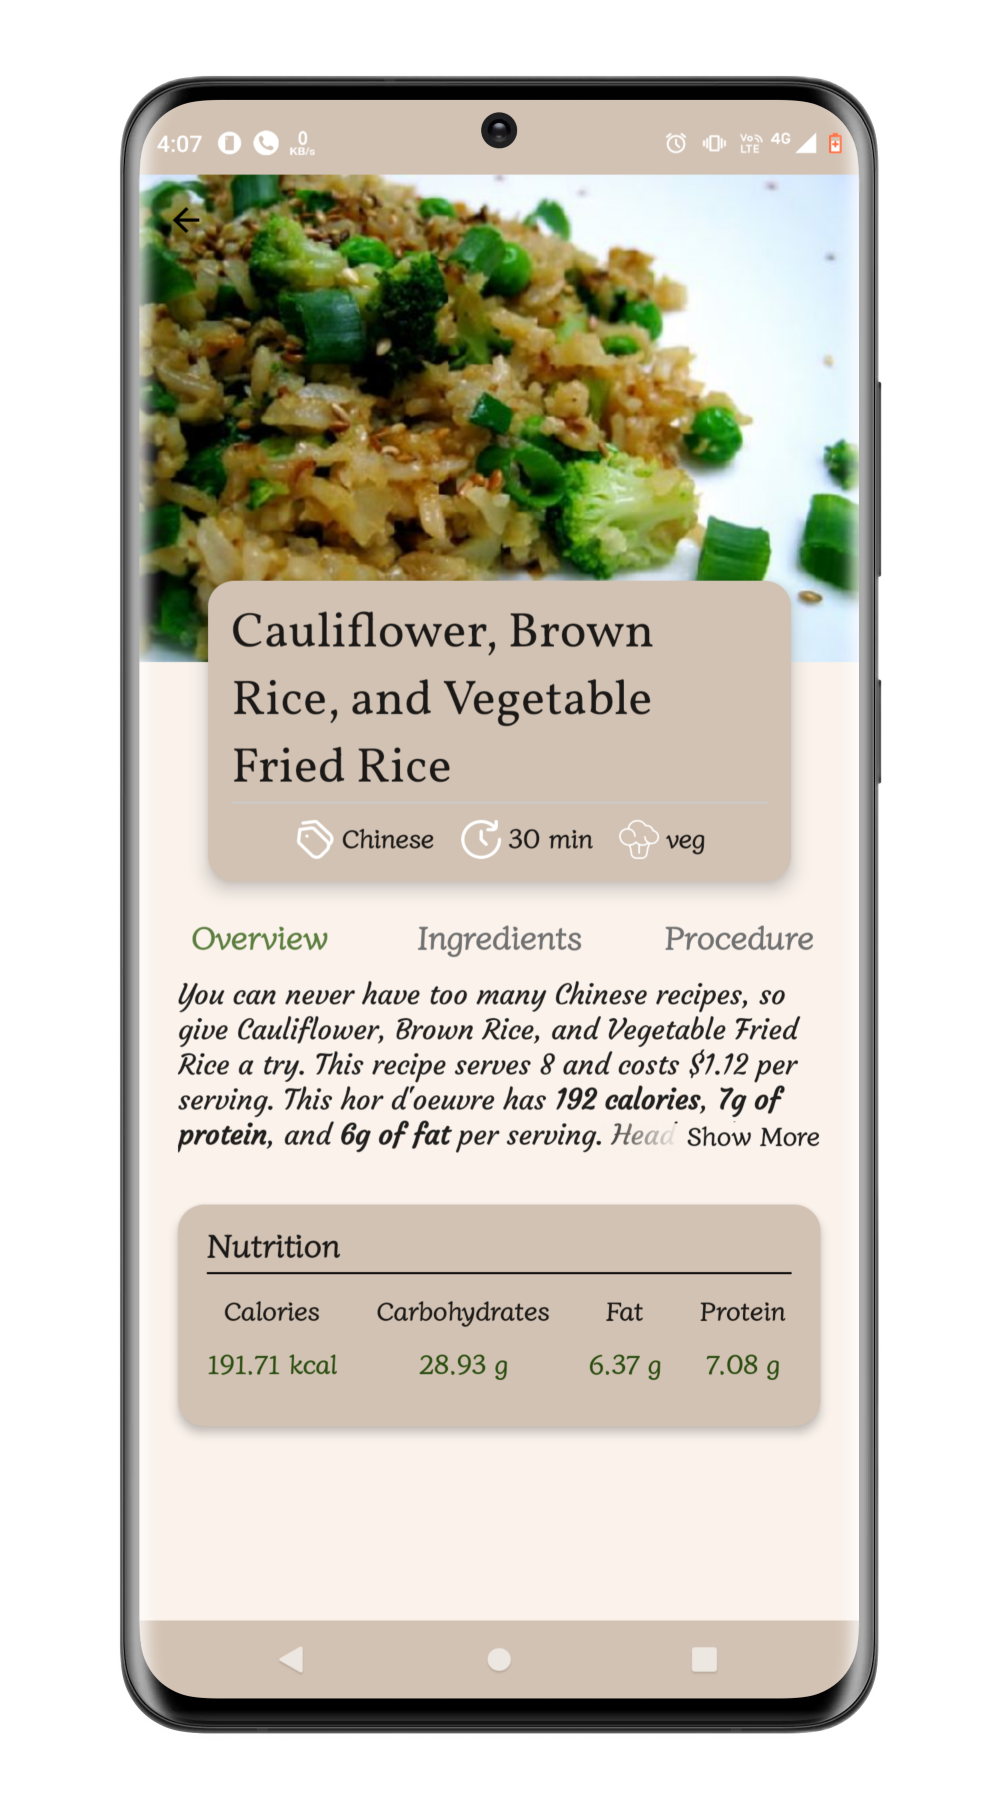 4:07 0 KB/s Vo LTE 4G
Cauliflower, Brown
Rice, and Vegetable
Fried Rice
Chinese 30 min veg
Overview Ingredients Procedure
You can never have too many Chinese recipes, so
give Cauliflower, Brown Rice, and Vegetable Fried
Rice a try. This recipe serves 8 and costs $1.12 per
serving. This hor d'oeuvre has 192 calories, 7g of
protein, and 6g of fat per serving. Head Show More
Nutrition
Calories Carbohydrates Fat Protein
191.71 kcal 28.93 g 6.37 g 7.08 g